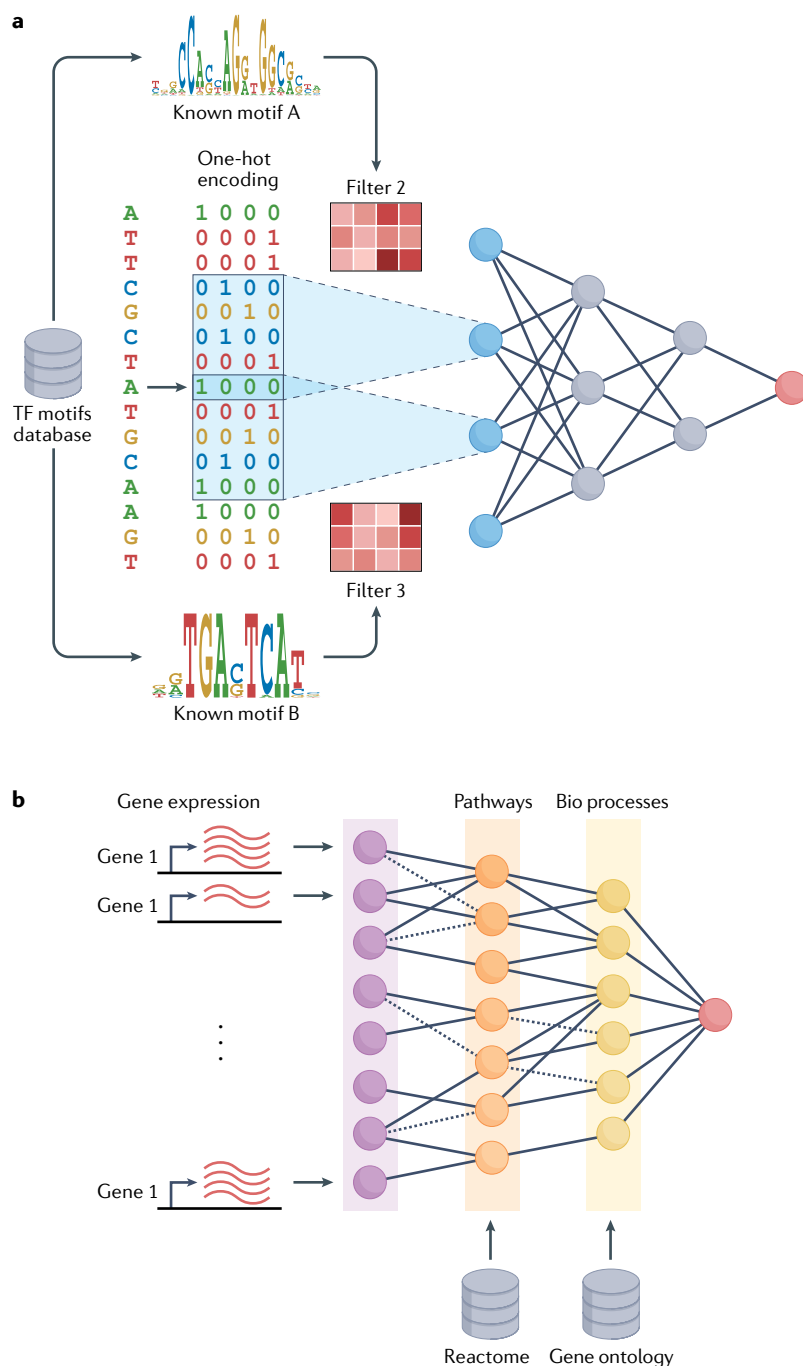 a
Known motif A
One-hot
encoding
Filter 2
A 1 0 0 0
T 0 0 0 1
T 0 0 0 1
C 0 1 0 0
G 0 0 1 0
C 0 1 0 0
T 0 0 0 1
A 1 0 0 0
T 0 0 0 1
G 0 0 1 0
C 0 1 0 0
A 1 0 0 0
A 1 0 0 0
G 0 0 1 0
T 0 0 0 1
TF motifs
database
Filter 3
TGA TCAT
Known motif B
b
Gene expression
Pathways
Bio processes
Gene 1
Gene 1
Gene 1
Reactome
Gene ontology